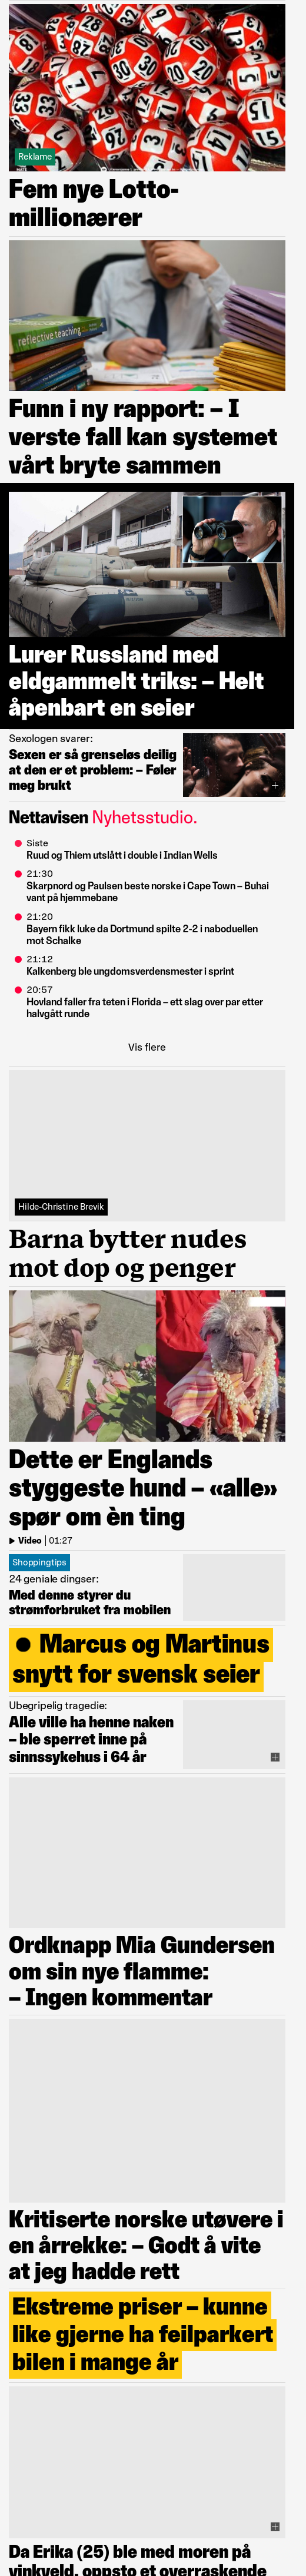 Reklame
Fem nye Lotto-
millionærer
reflective teaching
Funn i ny rapport: – I
verste fall kan systemet
vårt bryte sammen
Lurer Russland med
eldgammelt triks: – Helt
åpenbart en seier
Sexologen svarer:
Sexen er så grenseløs deilig
at den er et problem: – Føler
meg brukt
Nettavisen Nyhetsstudio.
Siste
Ruud og Thiem utslått i double i Indian Wells
21:30
Skarpnord og Paulsen beste norske i Cape Town – Buhai
vant på hjemmebane
21:20
Bayern fikk luke da Dortmund spilte 2-2 i naboduellen
mot Schalke
21:12
Kalkenberg ble ungdomsverdensmester i sprint
20:57
Hovland faller fra teten i Florida – ett slag over par etter
halvgått runde
Vis flere
Hilde-Christine Brevik
Barna bytter nudes
mot dop og penger
Dette er Englands
styggeste hund – «alle»
spør om èn ting
Video 01:27
Shoppingtips
24 geniale dingser:
Med denne styrer du
strømforbruket fra mobilen
Marcus og Martinus
snytt for svensk seier
Ubegripelig tragedie:
Alle ville ha henne naken
– ble sperret inne på
sinnssykehus i 64 år
Ordknapp Mia Gundersen
om sin nye flamme:
– Ingen kommentar
Kritiserte norske utøvere i
en årrekke: – Godt å vite
at jeg hadde rett
Ekstreme priser – kunne
like gjerne ha feilparkert
bilen i mange år
Da Erika (25) ble med moren på
vinkveld, oppsto et overraskende